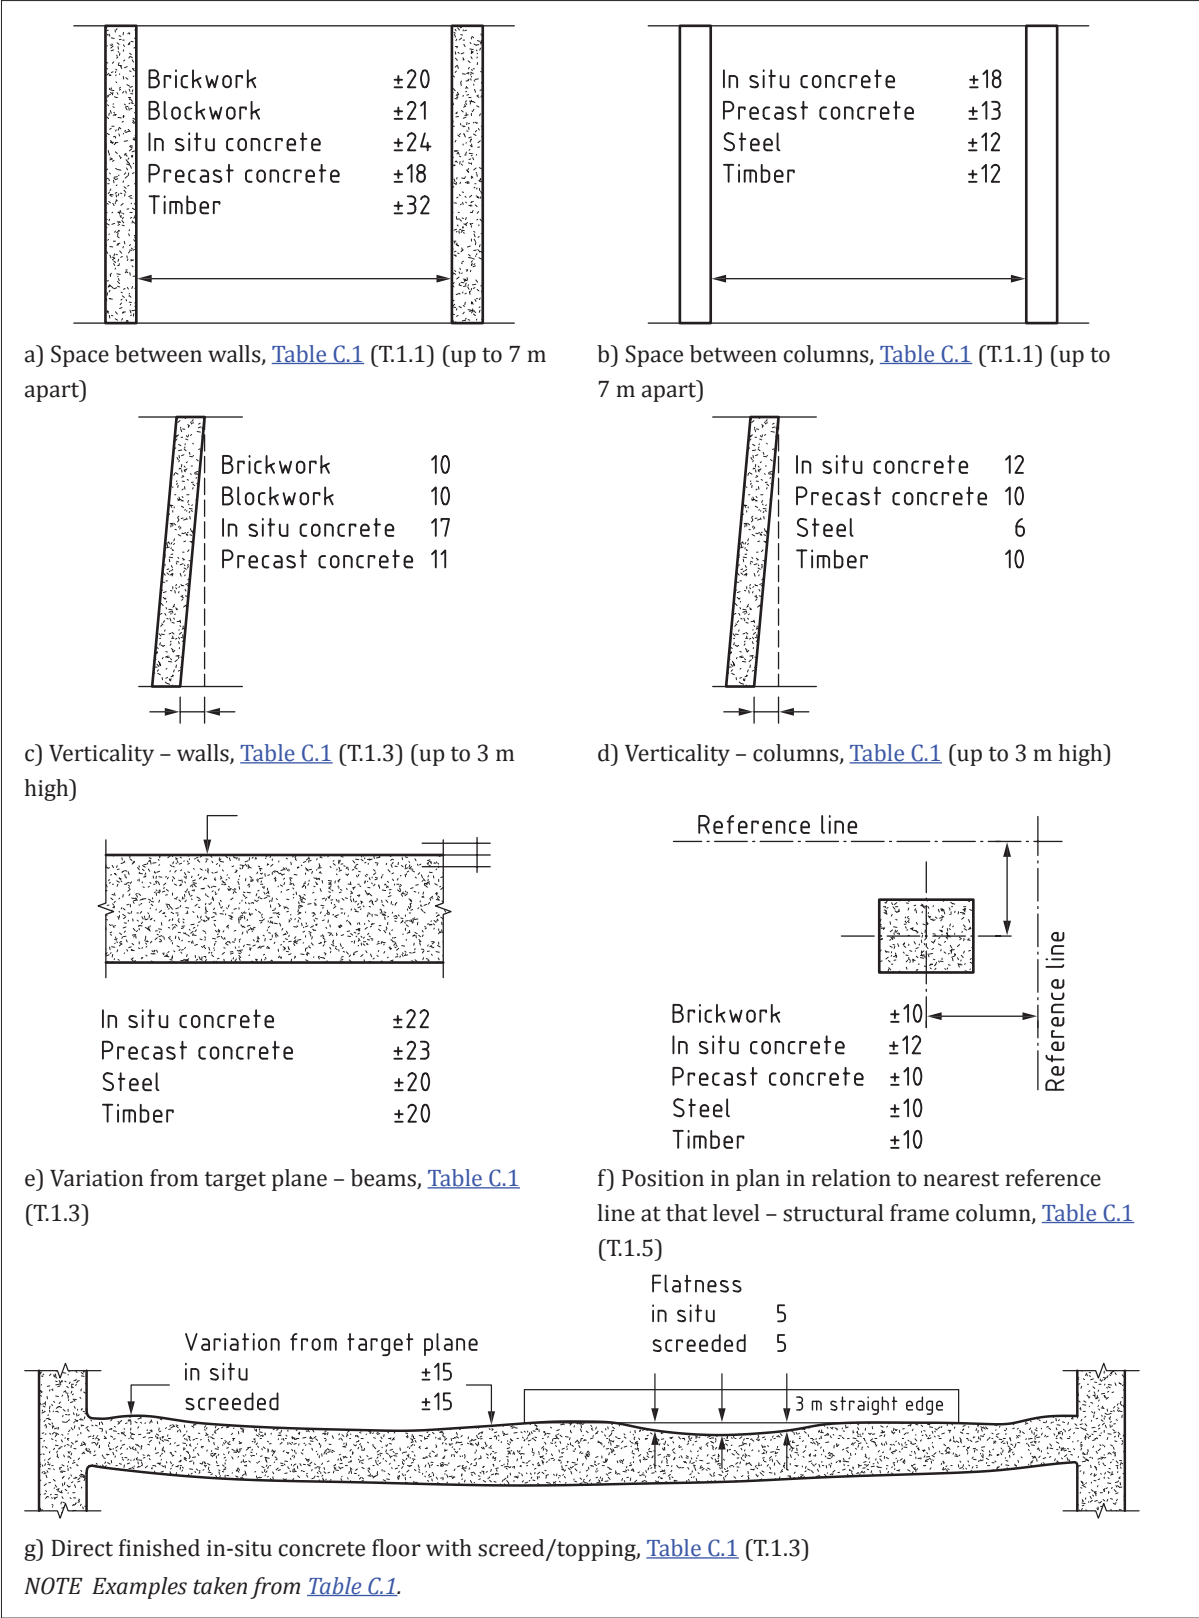 Brickwork ±20
Blockwork ±21
In situ concrete ±24
Precast concrete ±18
Timber ±32
In situ concrete ±18
Precast concrete ±13
Steel ±12
Timber ±12
a) Space between walls, Table C.1 (T.1.1) (up to 7 m
apart)
b) Space between columns, Table C.1 (T.1.1) (up to
7 m apart)
Brickwork 10
Blockwork 10
In situ concrete 17
Precast concrete 11
In situ concrete 12
Precast concrete 10
Steel 6
Timber 10
c) Verticality – walls, Table C.1 (T.1.3) (up to 3 m
high)
d) Verticality – columns, Table C.1 (up to 3 m high)
In situ concrete ±22
Precast concrete ±23
Steel ±20
Timber ±20
Reference line
Reference line
Brickwork ±10
In situ concrete ±12
Precast concrete ±10
Steel ±10
Timber ±10
e) Variation from target plane – beams, Table C.1
(T.1.3)
f) Position in plan in relation to nearest reference
line at that level – structural frame column, Table C.1
(T.1.5)
Variation from target plane
in situ ±15
screeded ±15
Flatness
in situ 5
screeded 5
3 m straight edge
g) Direct finished in-situ concrete floor with screed/topping, Table C.1 (T.1.3)
NOTE Examples taken from Table C.1.